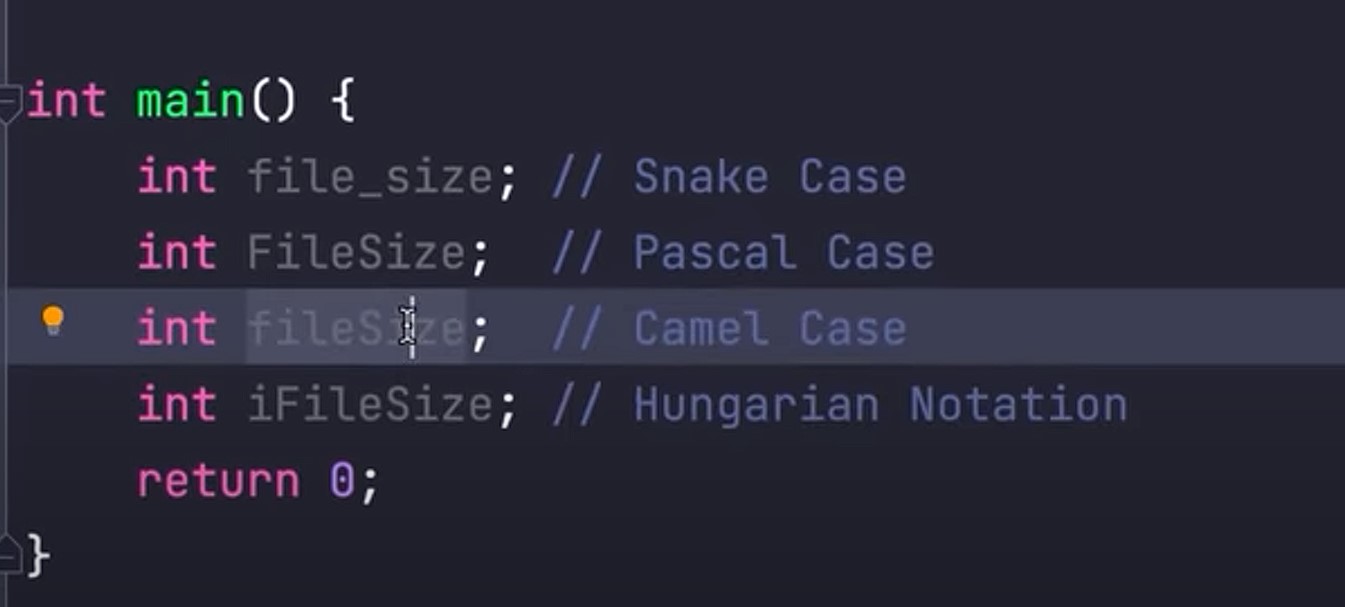 int main() {
    int file_size; // Snake Case
    int FileSize;  // Pascal Case
    int fileSize;  // Camel Case
    int iFileSize; // Hungarian Notation
    return 0;
}